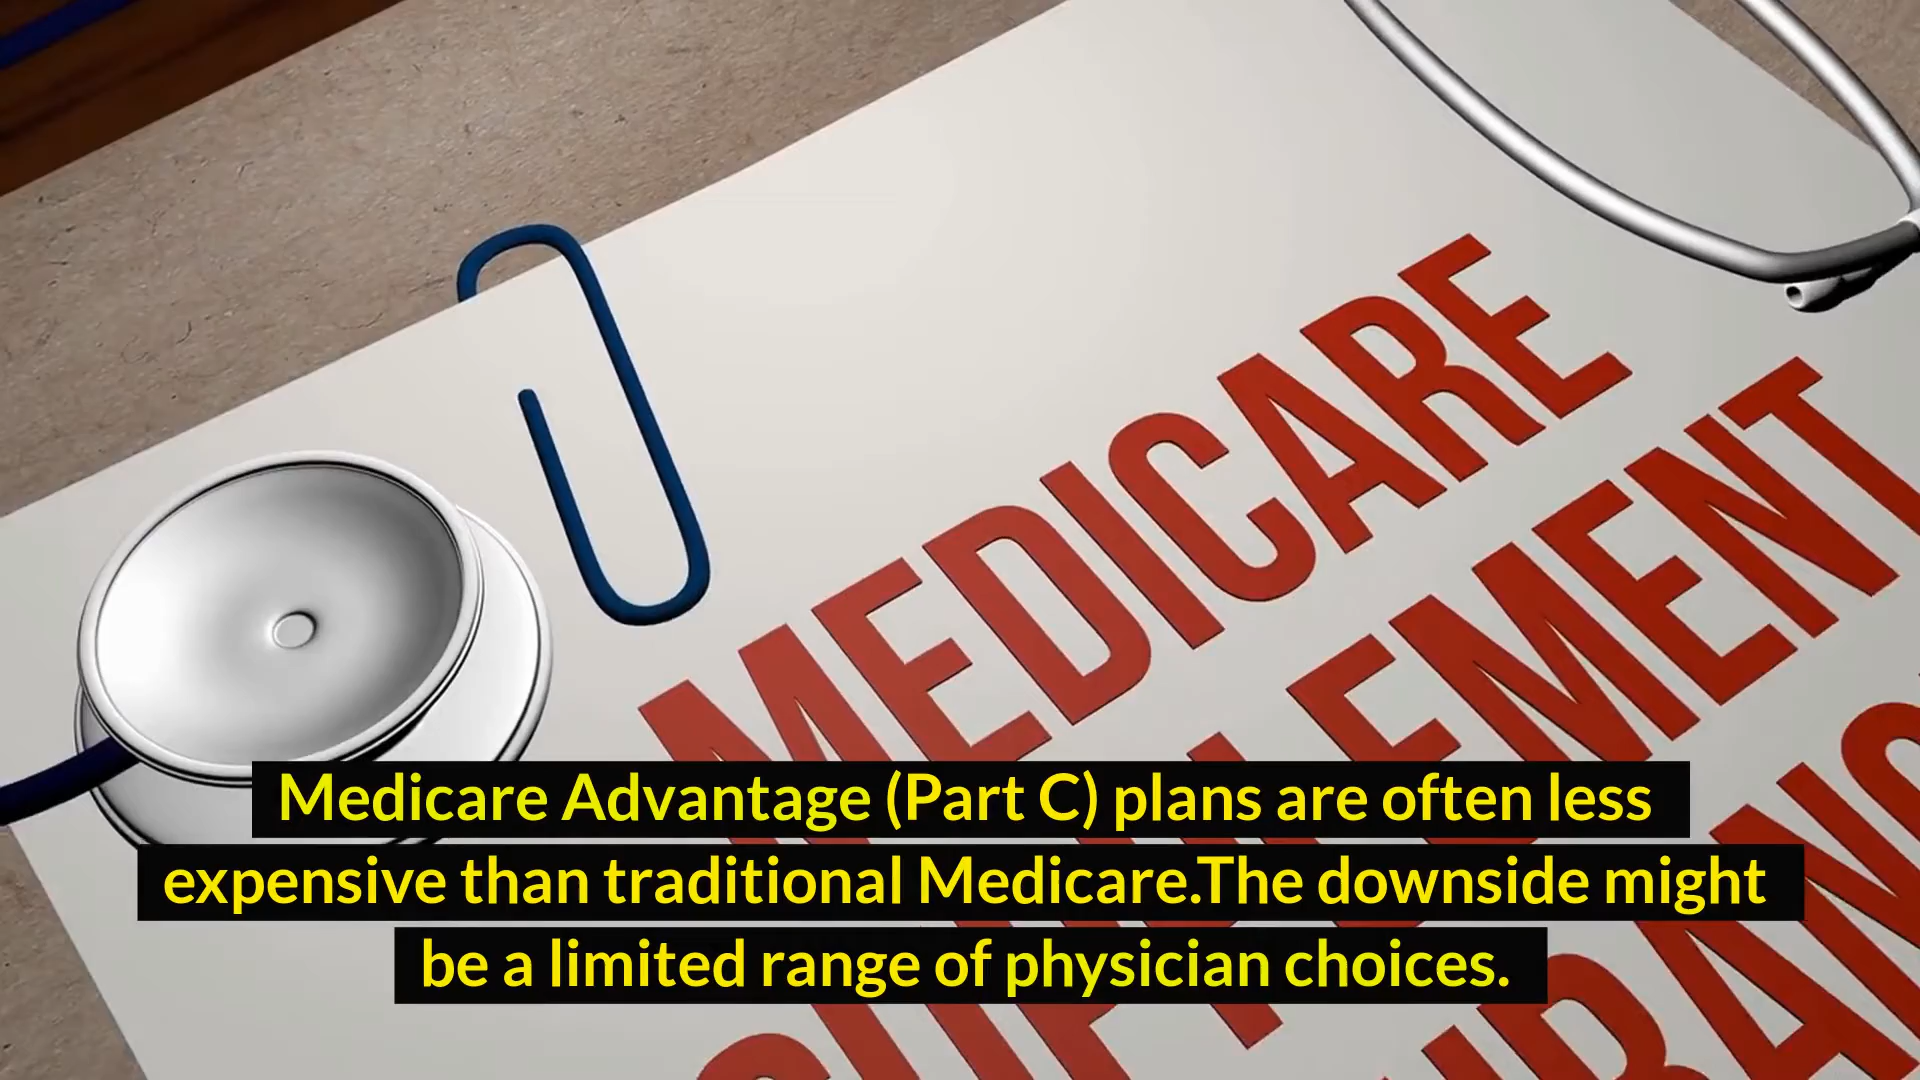 MEDICARE
SUPPLEMENT
Medicare Advantage (Part C) plans are often less
expensive than traditional Medicare.The downside might
be a limited range of physician choices.